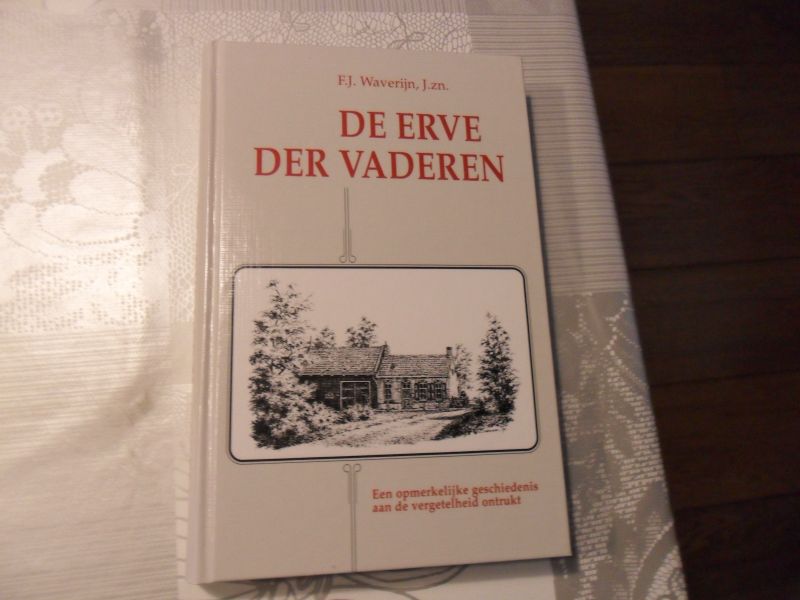 F.J. Waverijn, J.zn.
DE ERVE
DER VADEREN
Een opmerkelijke geschiedenis
aan de vergetelheid ontrukt